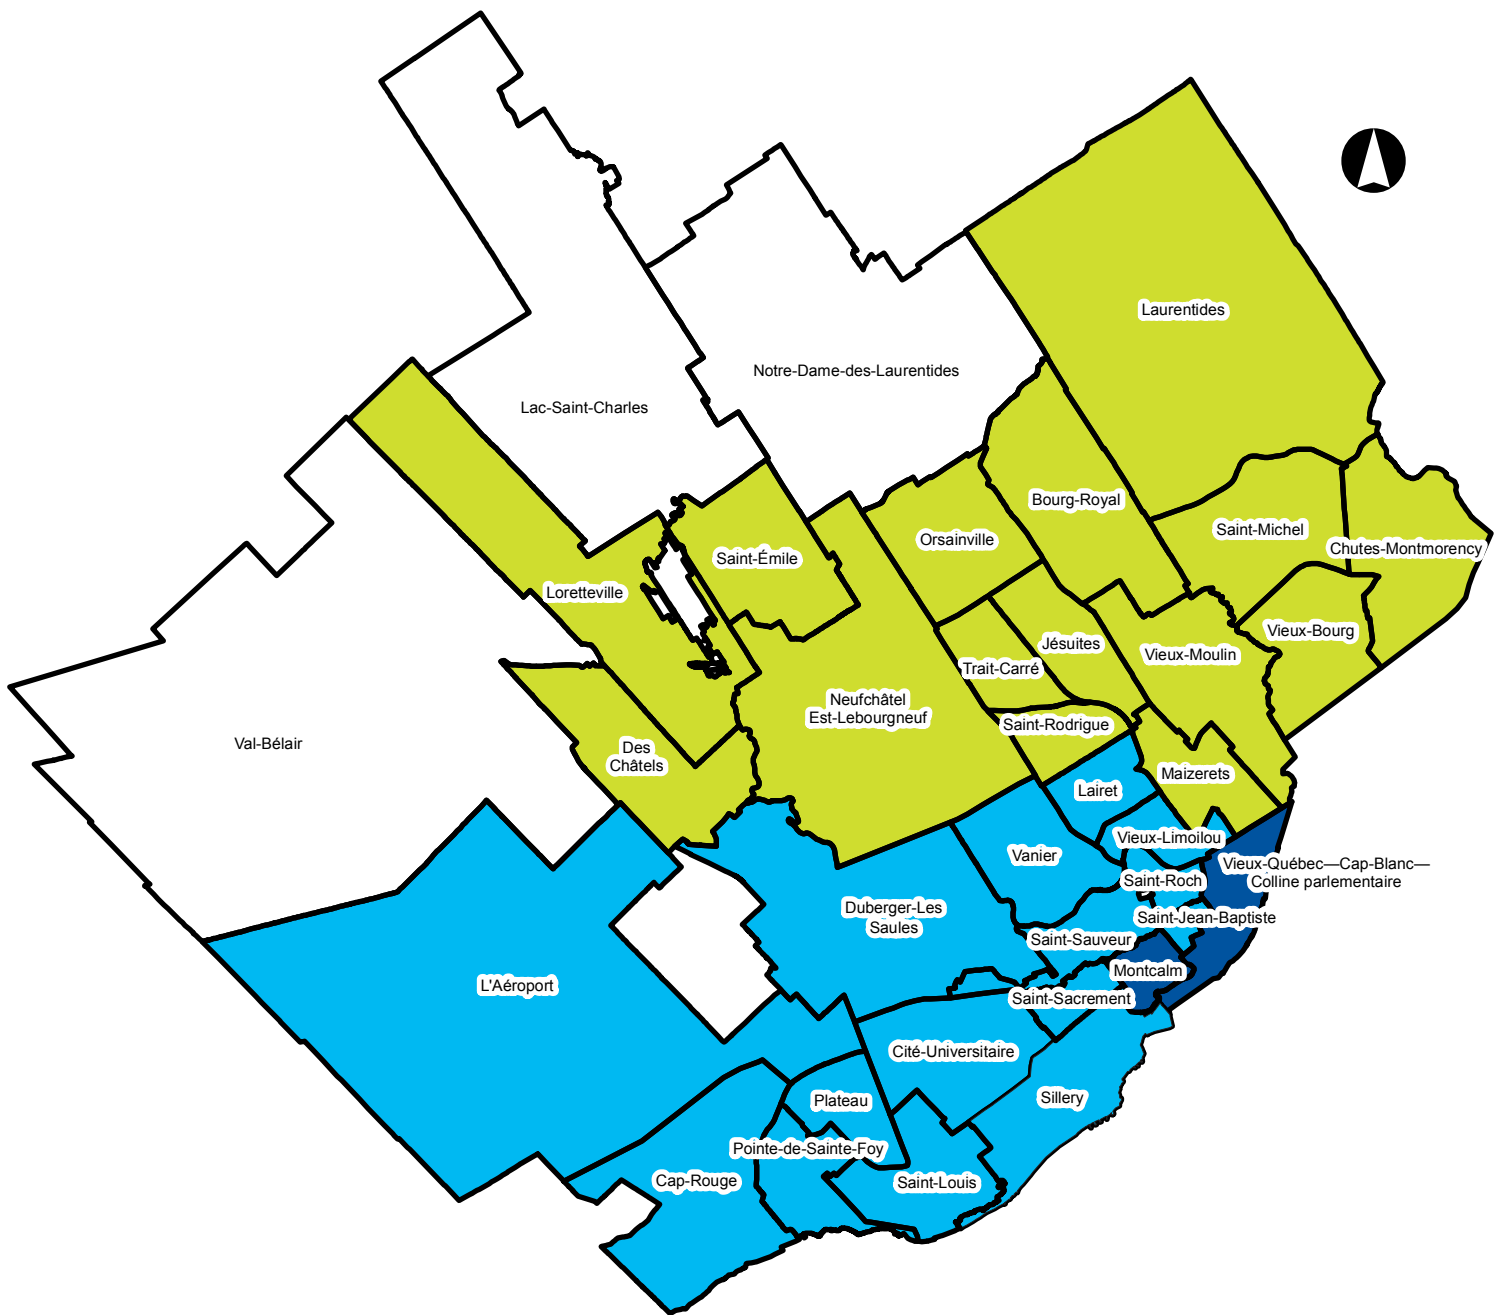 Laurentides
Notre-Dame-des-Laurentides
Lac-Saint-Charles
Bourg-Royal
Saint-Michel
Orsainville
Chutes-Montmorency
Saint-Émile
Loretteville
Vieux-Bourg
Jésuites
Vieux-Moulin
Trait-Carré
Neufchâtel
Est-Lebourgneuf
Saint-Rodrigue
Val-Bélair
Des
Châtels
Maizerets
Lairet
Vieux-Limoilou
Vanier
Vieux-Québec—Cap-Blanc—
Colline parlementaire
Saint-Roch
Duberger-Les
Saules
Saint-Jean-Baptiste
Saint-Sauveur
Montcalm
L'Aéroport
Saint-Sacrement
Cité-Universitaire
Sillery
Plateau
Pointe-de-Sainte-Foy
Cap-Rouge
Saint-Louis